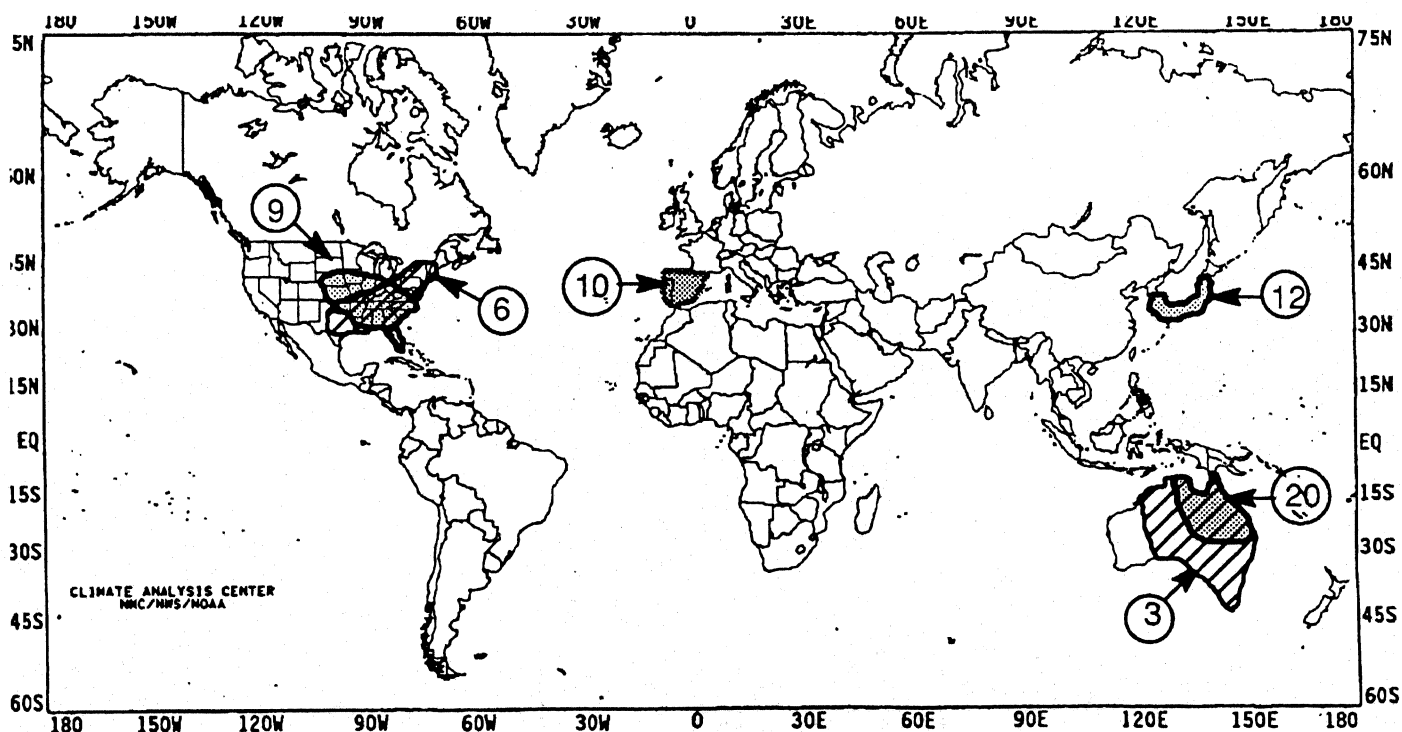 180 150W 120W 90W 60W 30W 0 30E 60E 90E 120E 150E 180
5N 75N
60N
9
45N
10 12
6
30N 30N
15N 15N
EQ EQ
15S 20 15S
30S 30S
CLIMATE ANALYSIS CENTER
NMC/NWS/NOAA
3
45S 45S
60S 60S
180 150W 120W 90W 60W 30W 0 30E 60E 90E 120E 150E 180